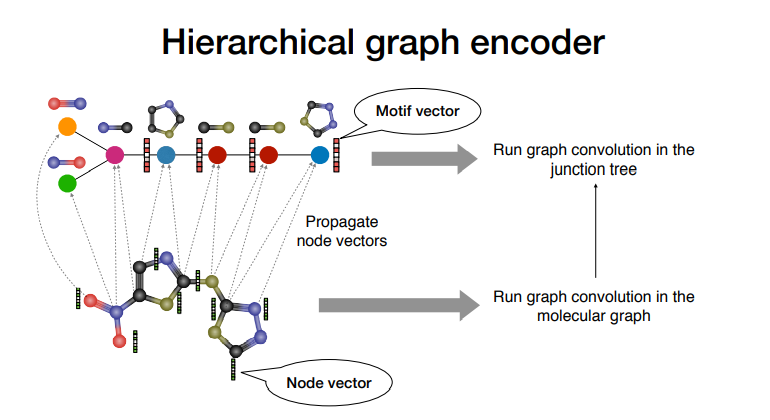 Hierarchical graph encoder
Motif vector
Run graph convolution in the
junction tree
Propagate
node vectors
Run graph convolution in the
molecular graph
Node vector